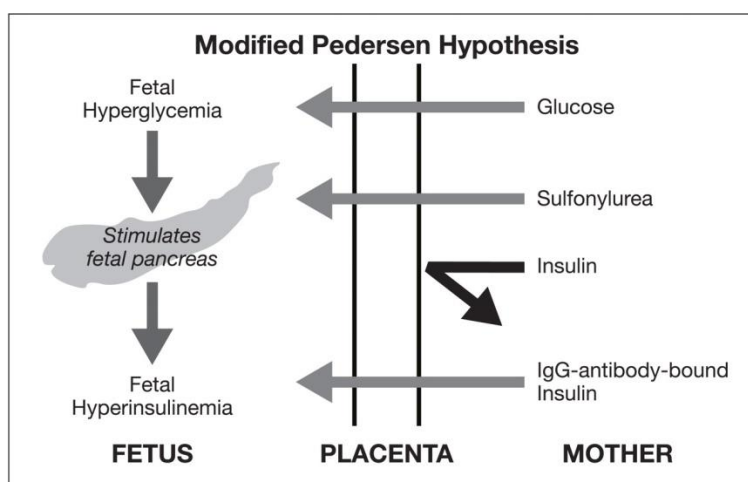 Modified Pedersen Hypothesis
Fetal
Hyperglycemia
Glucose
Sulfonylurea
Stimulates
fetal pancreas
Insulin
Fetal
Hyperinsulinemia
IgG-antibody-bound
Insulin
FETUS
PLACENTA
MOTHER